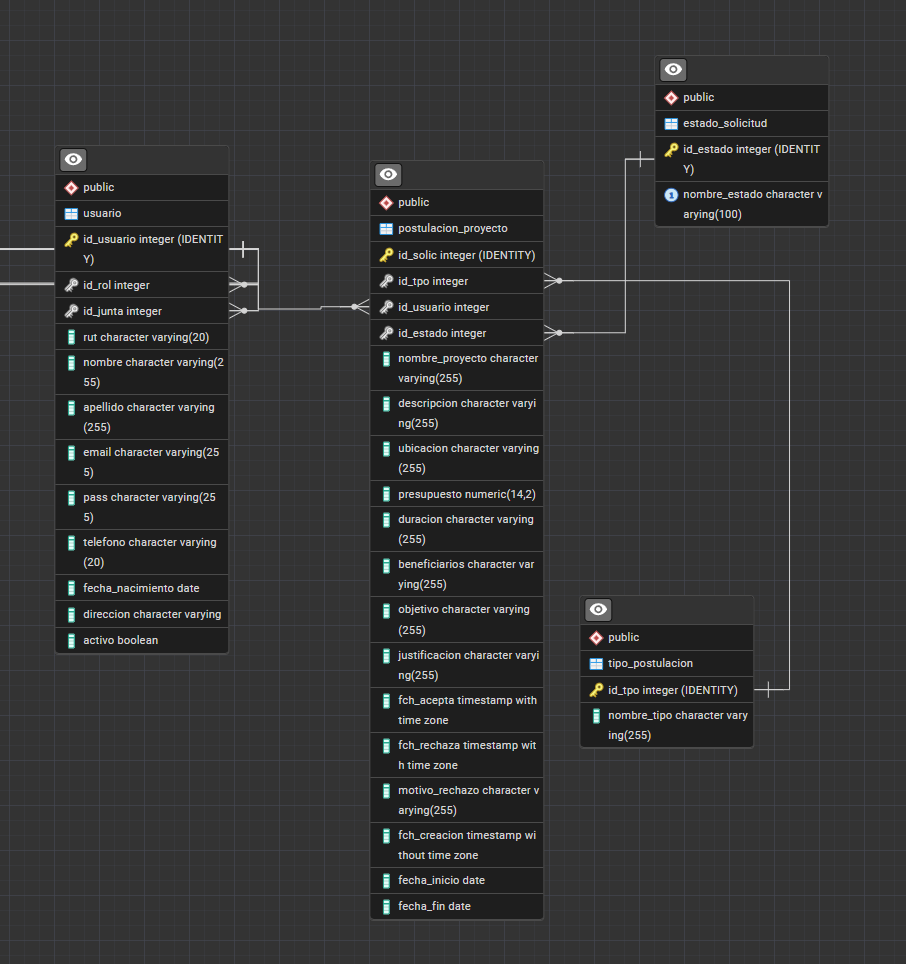 public
usuario
id_usuario integer (IDENTIT
Y)
id_rol integer
id_junta integer
rut character varying(20)
nombre character varying(2
55)
apellido character varying
(255)
email character varying(25
5)
pass character varying(25
5)
telefono character varying
(20)
fecha_nacimiento date
direccion character varying
activo boolean
public
postulacion_proyecto
id_solic integer (IDENTITY)
id_tpo integer
id_usuario integer
id_estado integer
nombre_proyecto character
varying(255)
descripcion character varyi
ng(255)
ubicacion character varying
(255)
presupuesto numeric(14,2)
duracion character varying
(255)
beneficiarios character var
ying(255)
objetivo character varying
(255)
justificacion character varyi
ng(255)
fch_acepta timestamp with
time zone
fch_rechaza timestamp wit
h time zone
motivo_rechazo character v
arying(255)
fch_creacion timestamp wi
thout time zone
fecha_inicio date
fecha_fin date
public
estado_solicitud
id_estado integer (IDENTIT
Y)
1
nombre_estado character v
arying(100)
public
tipo_postulacion
id_tpo integer (IDENTITY)
nombre_tipo character vary
ing(255)